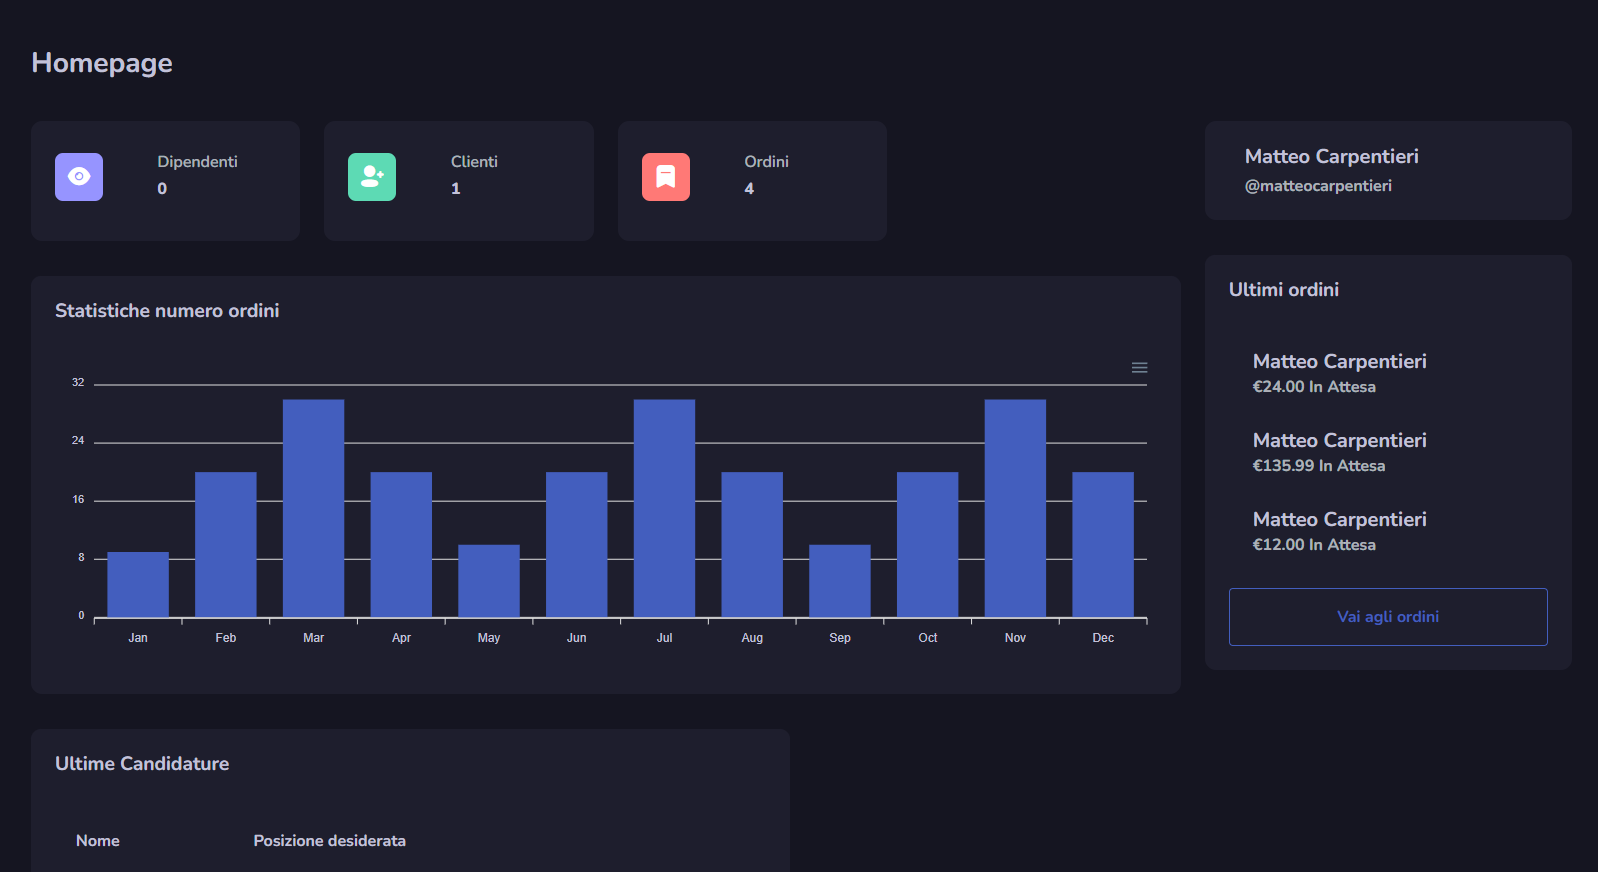 Homepage
Dipendenti
0
Clienti
1
Ordini
4
Matteo Carpentieri
@matteocarpentieri
Statistiche numero ordini
32
24
16
8
0
Jan Feb Mar Apr May Jun Jul Aug Sep Oct Nov Dec
Ultimi ordini
Matteo Carpentieri
€24.00 In Attesa
Matteo Carpentieri
€135.99 In Attesa
Matteo Carpentieri
€12.00 In Attesa
Vai agli ordini
Ultime Candidature
Nome Posizione desiderata